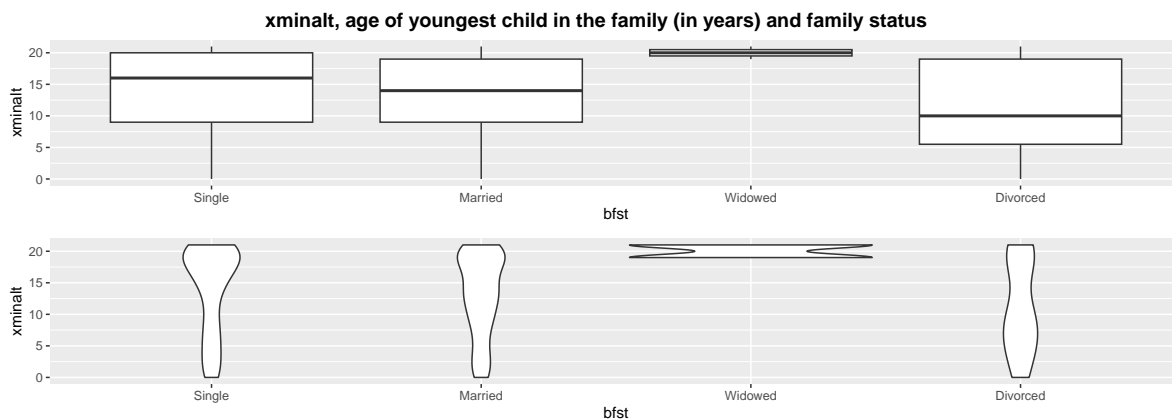 xminalt, age of youngest child in the family (in years) and family status
20
15
10
5
0
xminalt
Single Married Widowed Divorced
bfst
20
15
10
5
0
xminalt
Single Married Widowed Divorced
bfst